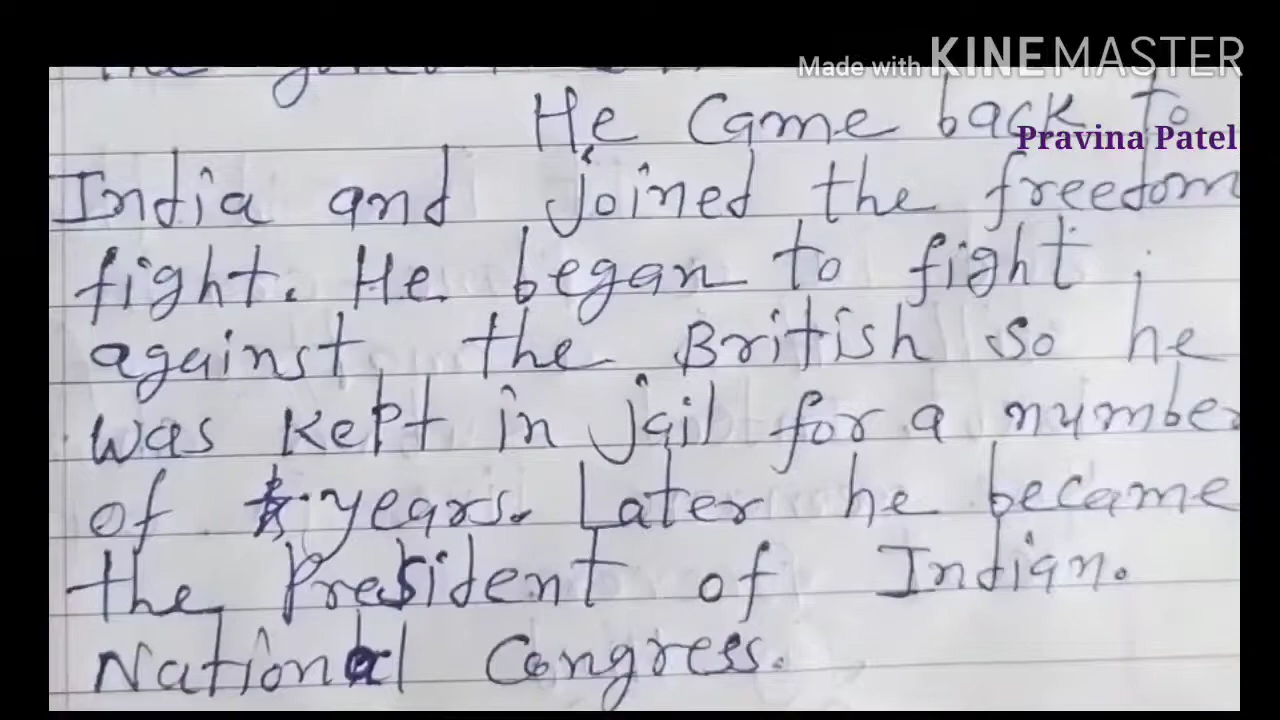 Made with KINEMASTER
Pravina Patel
the
He came back to
India and joined the freedom
fight. He began to fight
against the British so he
was kept in jail for a number
of years. Later he became
the President of Indian.
National Congress.